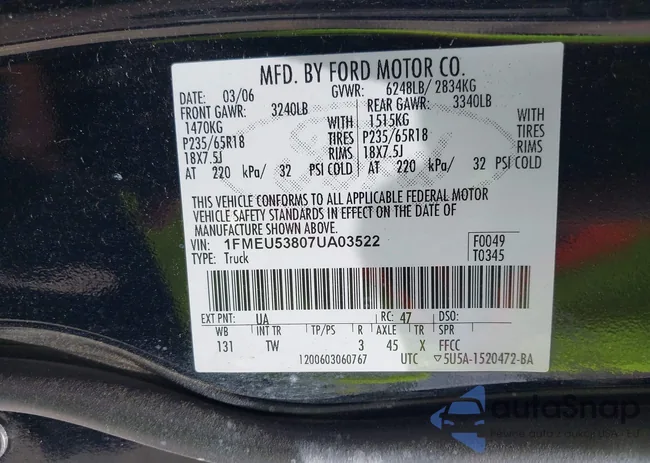 MFD. BY FORD MOTOR CO.
DATE: 03/06 GVWR: 6248LB/ 2834KG
FRONT GAWR: 3240LB REAR GAWR: 3340LB
1470KG WITH 1515KG WITH
P235/65R18 TIRES P235/65R18 TIRES
18X7.5J RIMS 18X7.5J RIMS
AT 220 kPa/ 32 PSI COLD AT 220 kPa/ 32 PSI COLD
THIS VEHICLE CONFORMS TO ALL APPLICABLE FEDERAL MOTOR
VEHICLE SAFETY STANDARDS IN EFFECT ON THE DATE OF
MANUFACTURE SHOWN ABOVE.
VIN: 1FMEU53807UA03522 F0049
TYPE: Truck T0345
EXT PNT: UA RC: 47 DSO:
WB INT TR TP/PS R AXLE TR SPR
131 TW 3 45 X FFCC
1200603060767 UTC ▽5U5A-1520472-BA
autoSnap